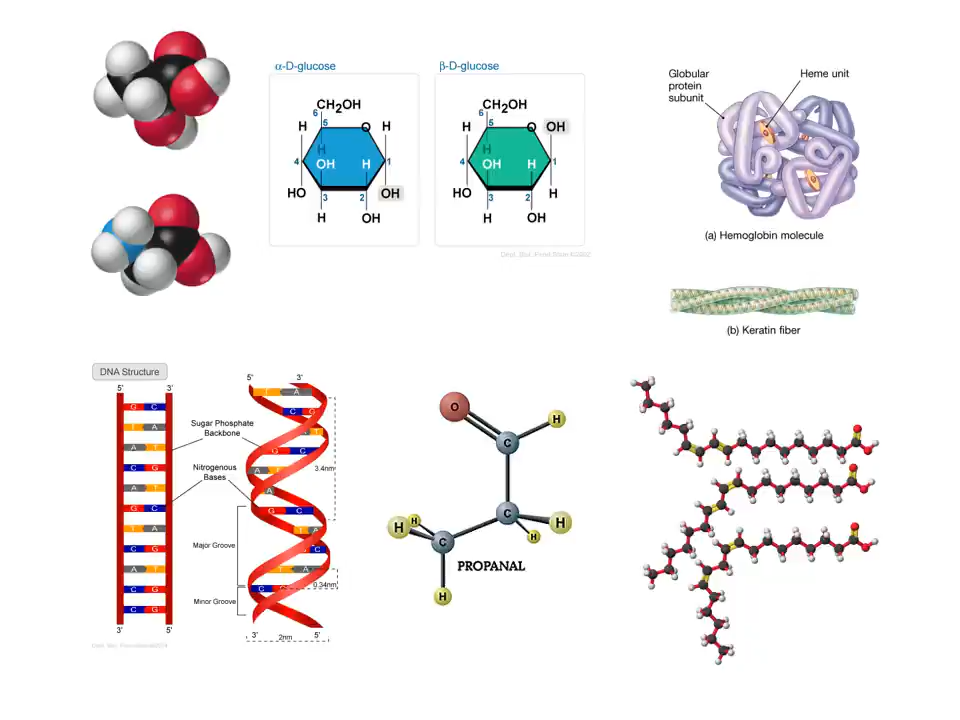 α-D-glucose
CH₂OH
6
5
H
O
H
H
4
OH
H
1
HO
OH
3
2
H
OH
β-D-glucose
CH₂OH
6
5
H
O
OH
H
4
OH
H
1
HO
H
3
2
H
OH
Globular
protein
subunit
Heme unit
(a) Hemoglobin molecule
(b) Keratin fiber
DNA Structure
5'
3'
G C
T A
A T
C G
A T
G C
T A
C G
A T
C G
C G
3'
5'
Sugar Phosphate
Backbone
Nitrogenous
Bases
Major Groove
Minor Groove
5'
3'
T A
C G
T
G C
A T
A
G C
T A
C
T A
C
3.4nm
0.34nm
3'
5'
2nm
O
H
C
C
H
H
H
H
C
H
PROPANAL